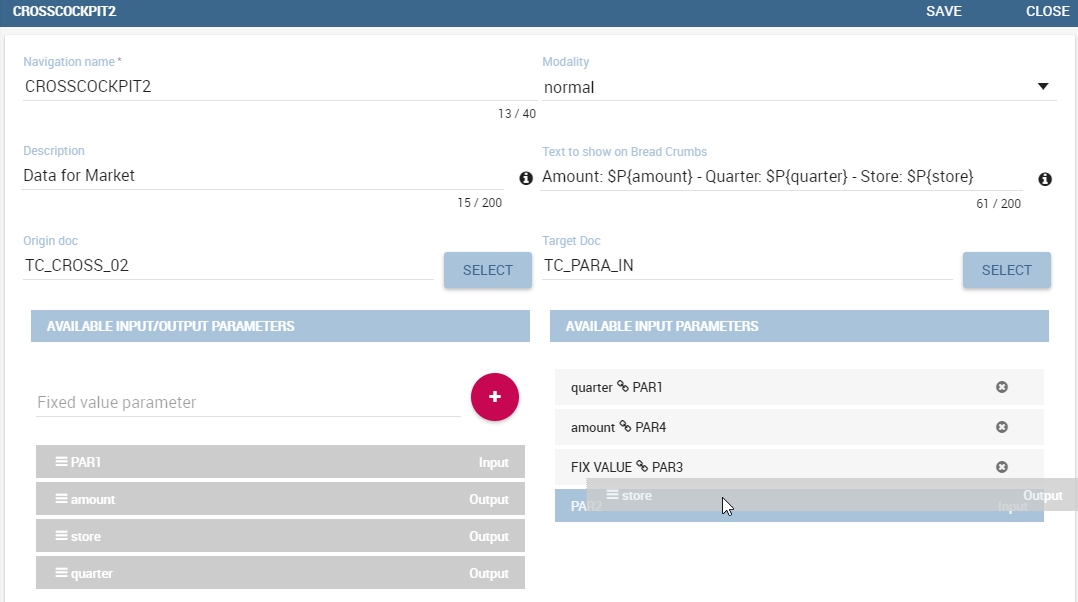 CROSSCOCKPIT2 SAVE CLOSE
Navigation name * Modality
CROSSCOCKPIT2 normal
13 / 40
Description Text to show on Bread Crumbs
Data for Market Amount: $P{amount} - Quarter: $P{quarter} - Store: $P{store}
15 / 200 61 / 200
Origin doc Target Doc
TC_CROSS_02 SELECT TC_PARA_IN SELECT
AVAILABLE INPUT/OUTPUT PARAMETERS AVAILABLE INPUT PARAMETERS
Fixed value parameter
PAR1 Input
amount Output
store Output
quarter Output
quarter PAR1
amount PAR4
FIX VALUE PAR3
store Output
PAR2 Input